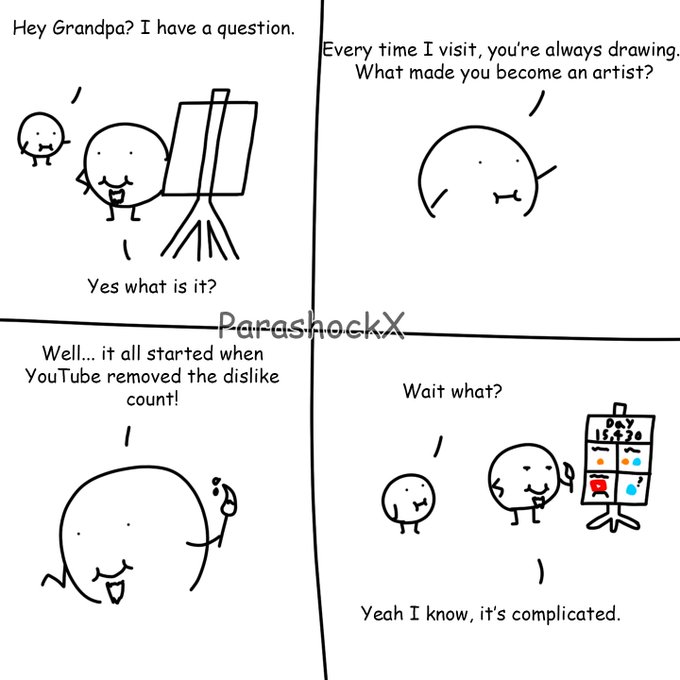 Hey Grandpa? I have a question.
Yes what is it?
Every time I visit, you're always drawing.
What made you become an artist?
ParashockX
Well... it all started when
YouTube removed the dislike
count!
Wait what?
Day
15,430
?
Yeah I know, it's complicated.